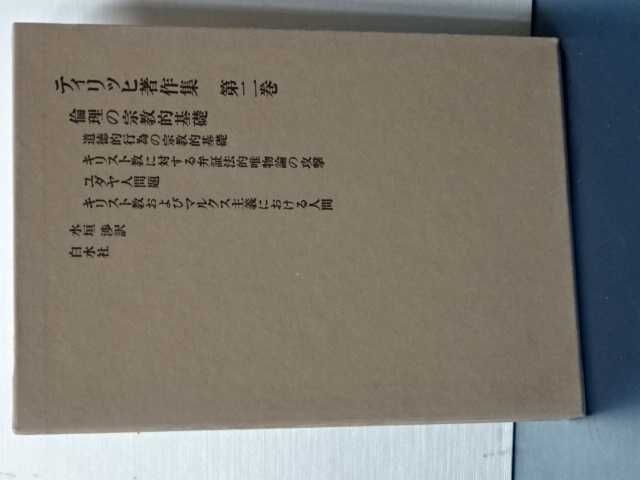 ティリッヒ著作集 第二巻
倫理の宗教的基礎
道徳的行為の宗教的基礎
キリスト教に対する弁証法的唯物論の攻撃
ユダヤ人問題
キリスト教およびマルクス主義における人間
水垣 渉訳
白水社